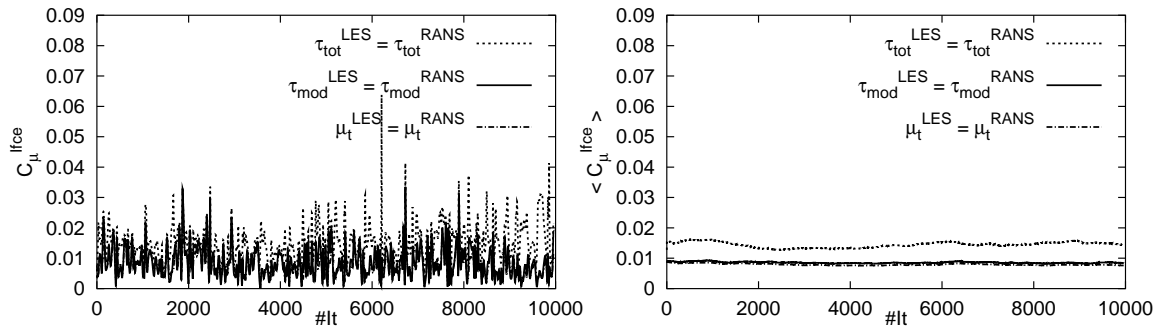 0.09
0.08
0.07
0.06
0.05
0.04
0.03
0.02
0.01
0
C_μ^Ifce
τ_tot^LES = τ_tot^RANS
τ_mod^LES = τ_mod^RANS
μ_t^LES = μ_t^RANS
0 2000 4000 6000 8000 10000
#It
0.09
0.08
0.07
0.06
0.05
0.04
0.03
0.02
0.01
0
< C_μ^Ifce >
τ_tot^LES = τ_tot^RANS
τ_mod^LES = τ_mod^RANS
μ_t^LES = μ_t^RANS
0 2000 4000 6000 8000 10000
#It